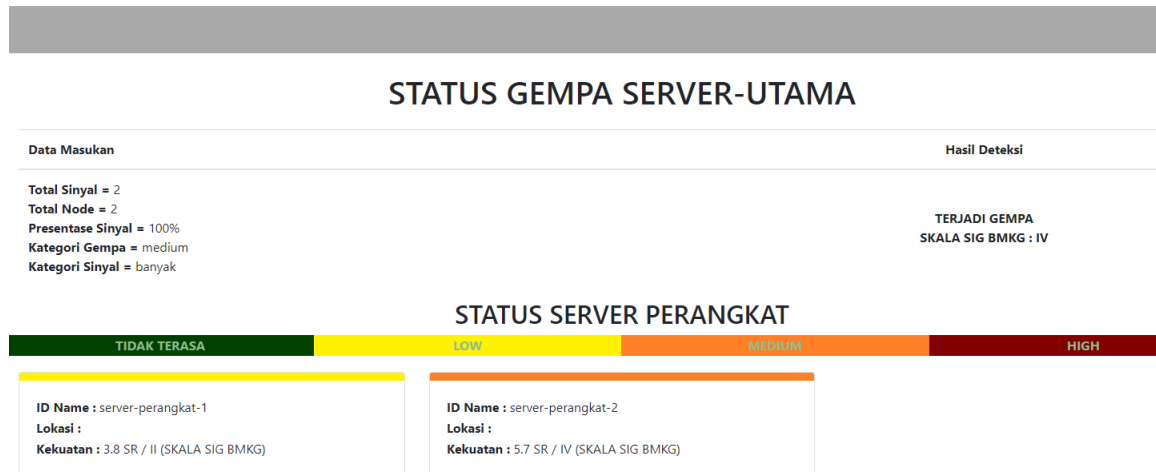 STATUS GEMPA SERVER-UTAMA
Data Masukan
Hasil Deteksi
Total Sinyal = 2
Total Node = 2
Presentase Sinyal = 100%
Kategori Gempa = medium
Kategori Sinyal = banyak
TERJADI GEMPA
SKALA SIG BMKG : IV
STATUS SERVER PERANGKAT
TIDAK TERASA
LOW
MEDIUM
HIGH
ID Name : server-perangkat-1
Lokasi :
Kekuatan : 3.8 SR / II (SKALA SIG BMKG)
ID Name : server-perangkat-2
Lokasi :
Kekuatan : 5.7 SR / IV (SKALA SIG BMKG)